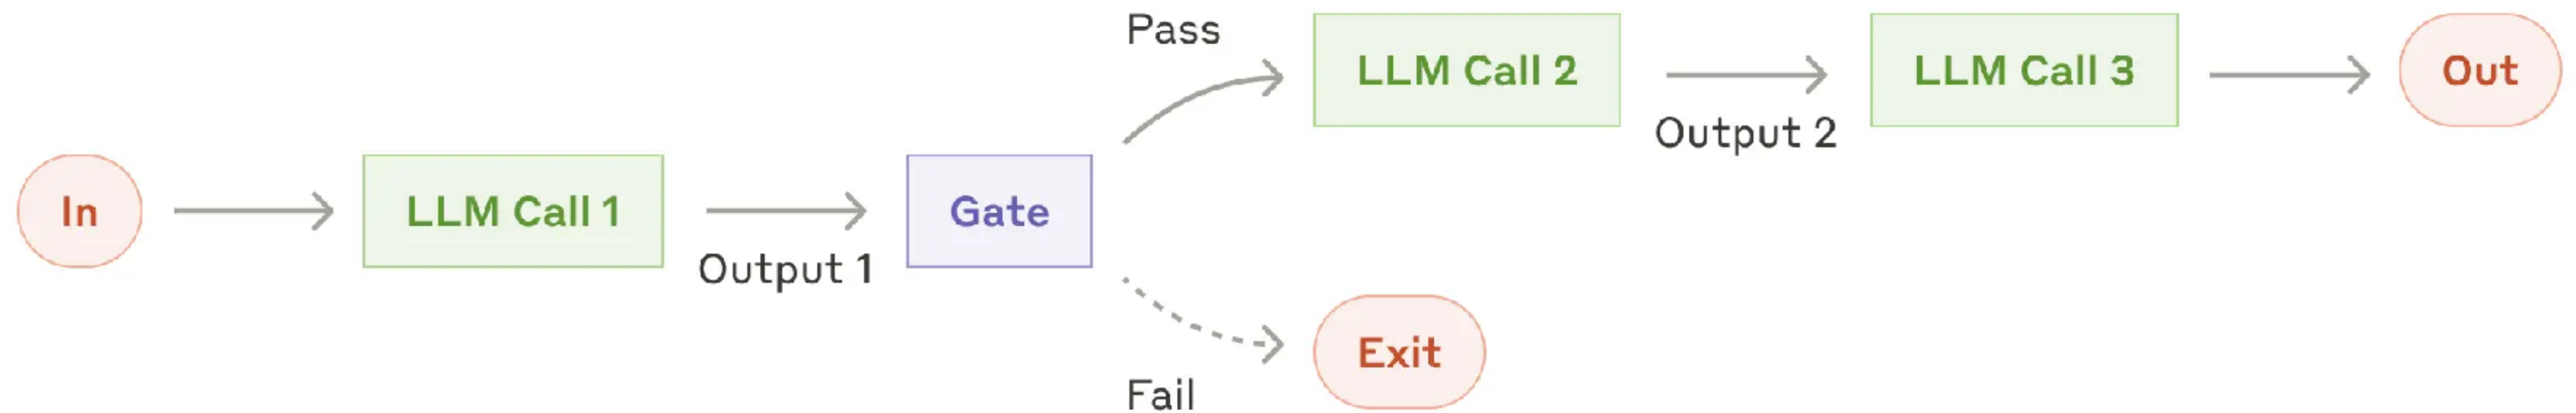 In
LLM Call 1
Output 1
Gate
Pass
LLM Call 2
Output 2
LLM Call 3
Out
Fail
Exit